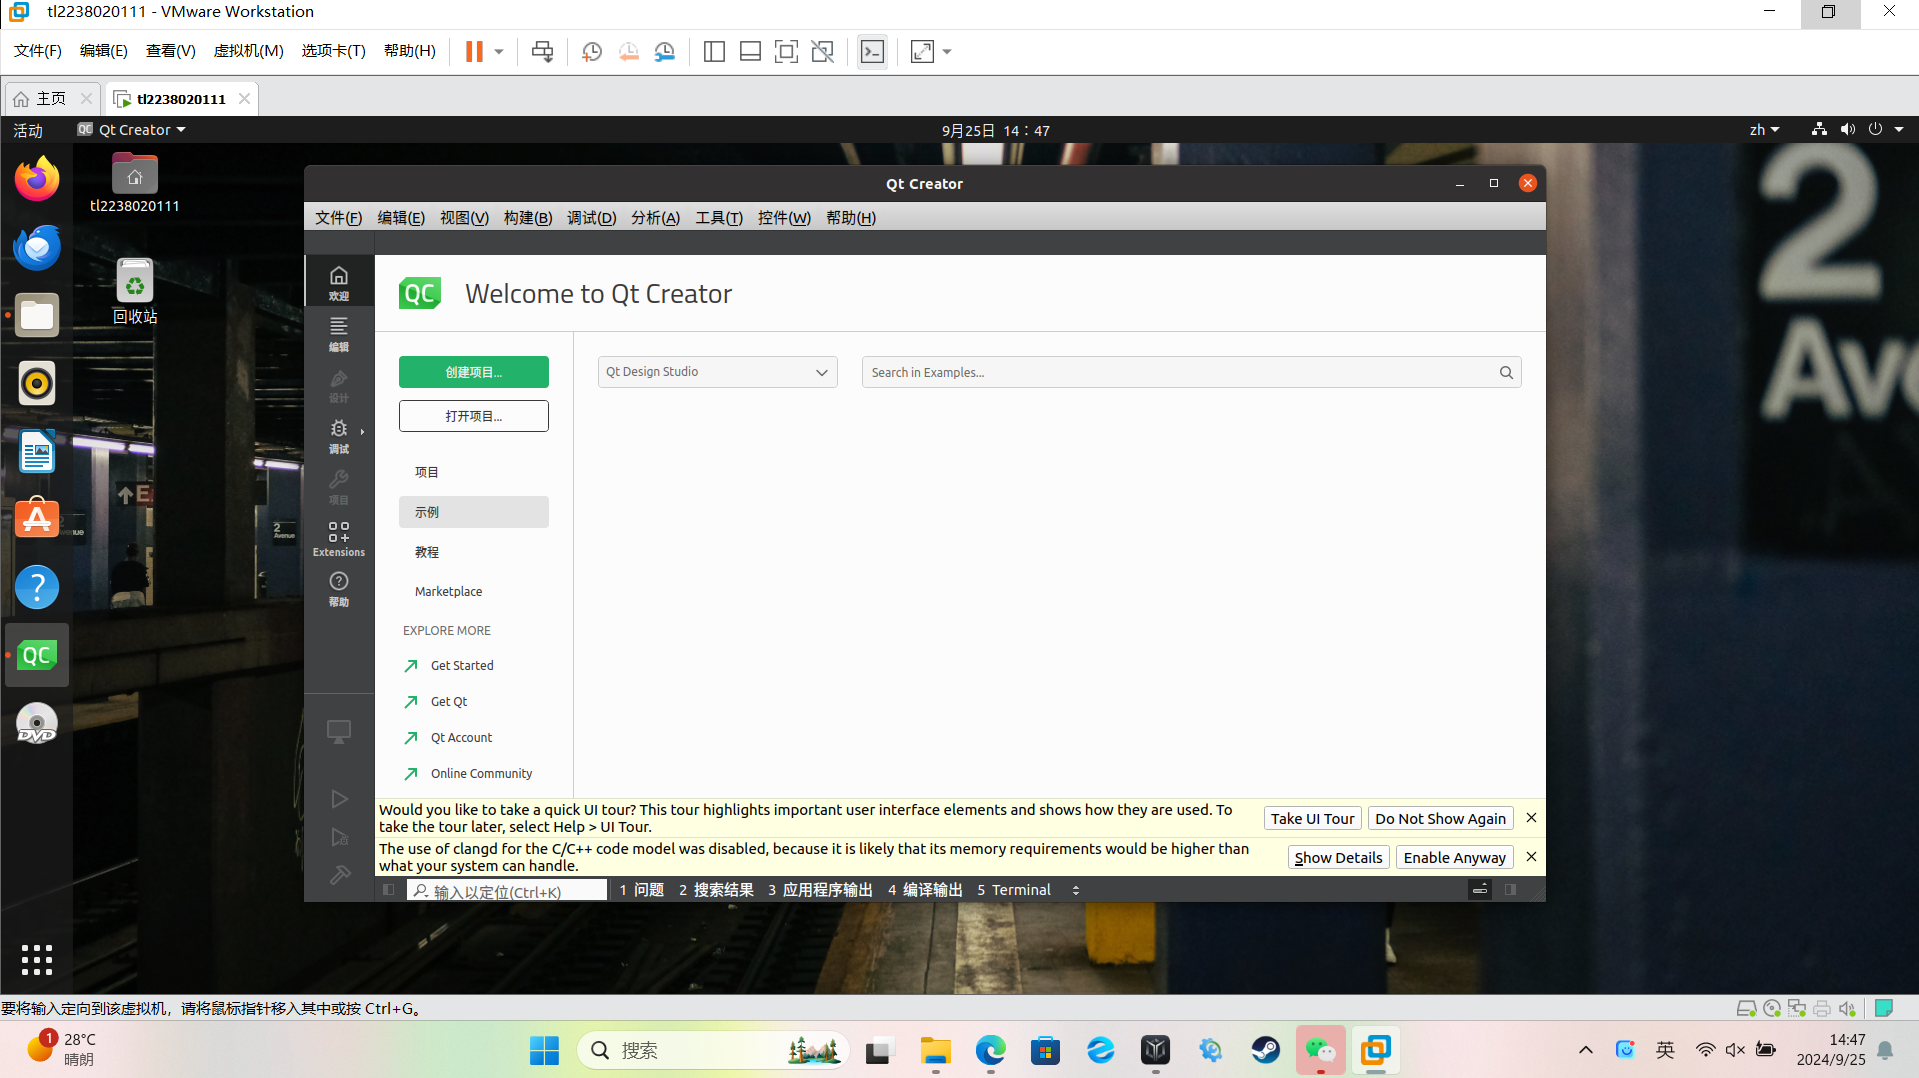 tl2238020111 - VMware Workstation
文件(F) 编辑(E) 查看(V) 虚拟机(M) 选项卡(T) 帮助(H)
主页
tl2238020111
活动
QC Qt Creator
9月25日 14：47
zh
tl2238020111
回收站
2
Ave
2
Avenue
Qt Creator
文件(F) 编辑(E) 视图(V) 构建(B) 调试(D) 分析(A) 工具(T) 控件(W) 帮助(H)
欢迎
编辑
设计
调试
项目
Extensions
帮助
QC Welcome to Qt Creator
创建项目...
打开项目...
Qt Design Studio
Search in Examples...
项目
示例
教程
Marketplace
EXPLORE MORE
Get Started
Get Qt
Qt Account
Online Community
Would you like to take a quick UI tour? This tour highlights important user interface elements and shows how they are used. To
take the tour later, select Help > UI Tour.
Take UI Tour
Do Not Show Again
The use of clangd for the C/C++ code model was disabled, because it is likely that its memory requirements would be higher than
what your system can handle.
Show Details
Enable Anyway
输入以定位(Ctrl+K)
1 问题 2 搜索结果 3 应用程序输出 4 编译输出 5 Terminal
QC
DVD
要将输入定向到该虚拟机，请将鼠标指针移入其中或按 Ctrl+G。
1
28°C
晴朗
搜索
英
14:47
2024/9/25